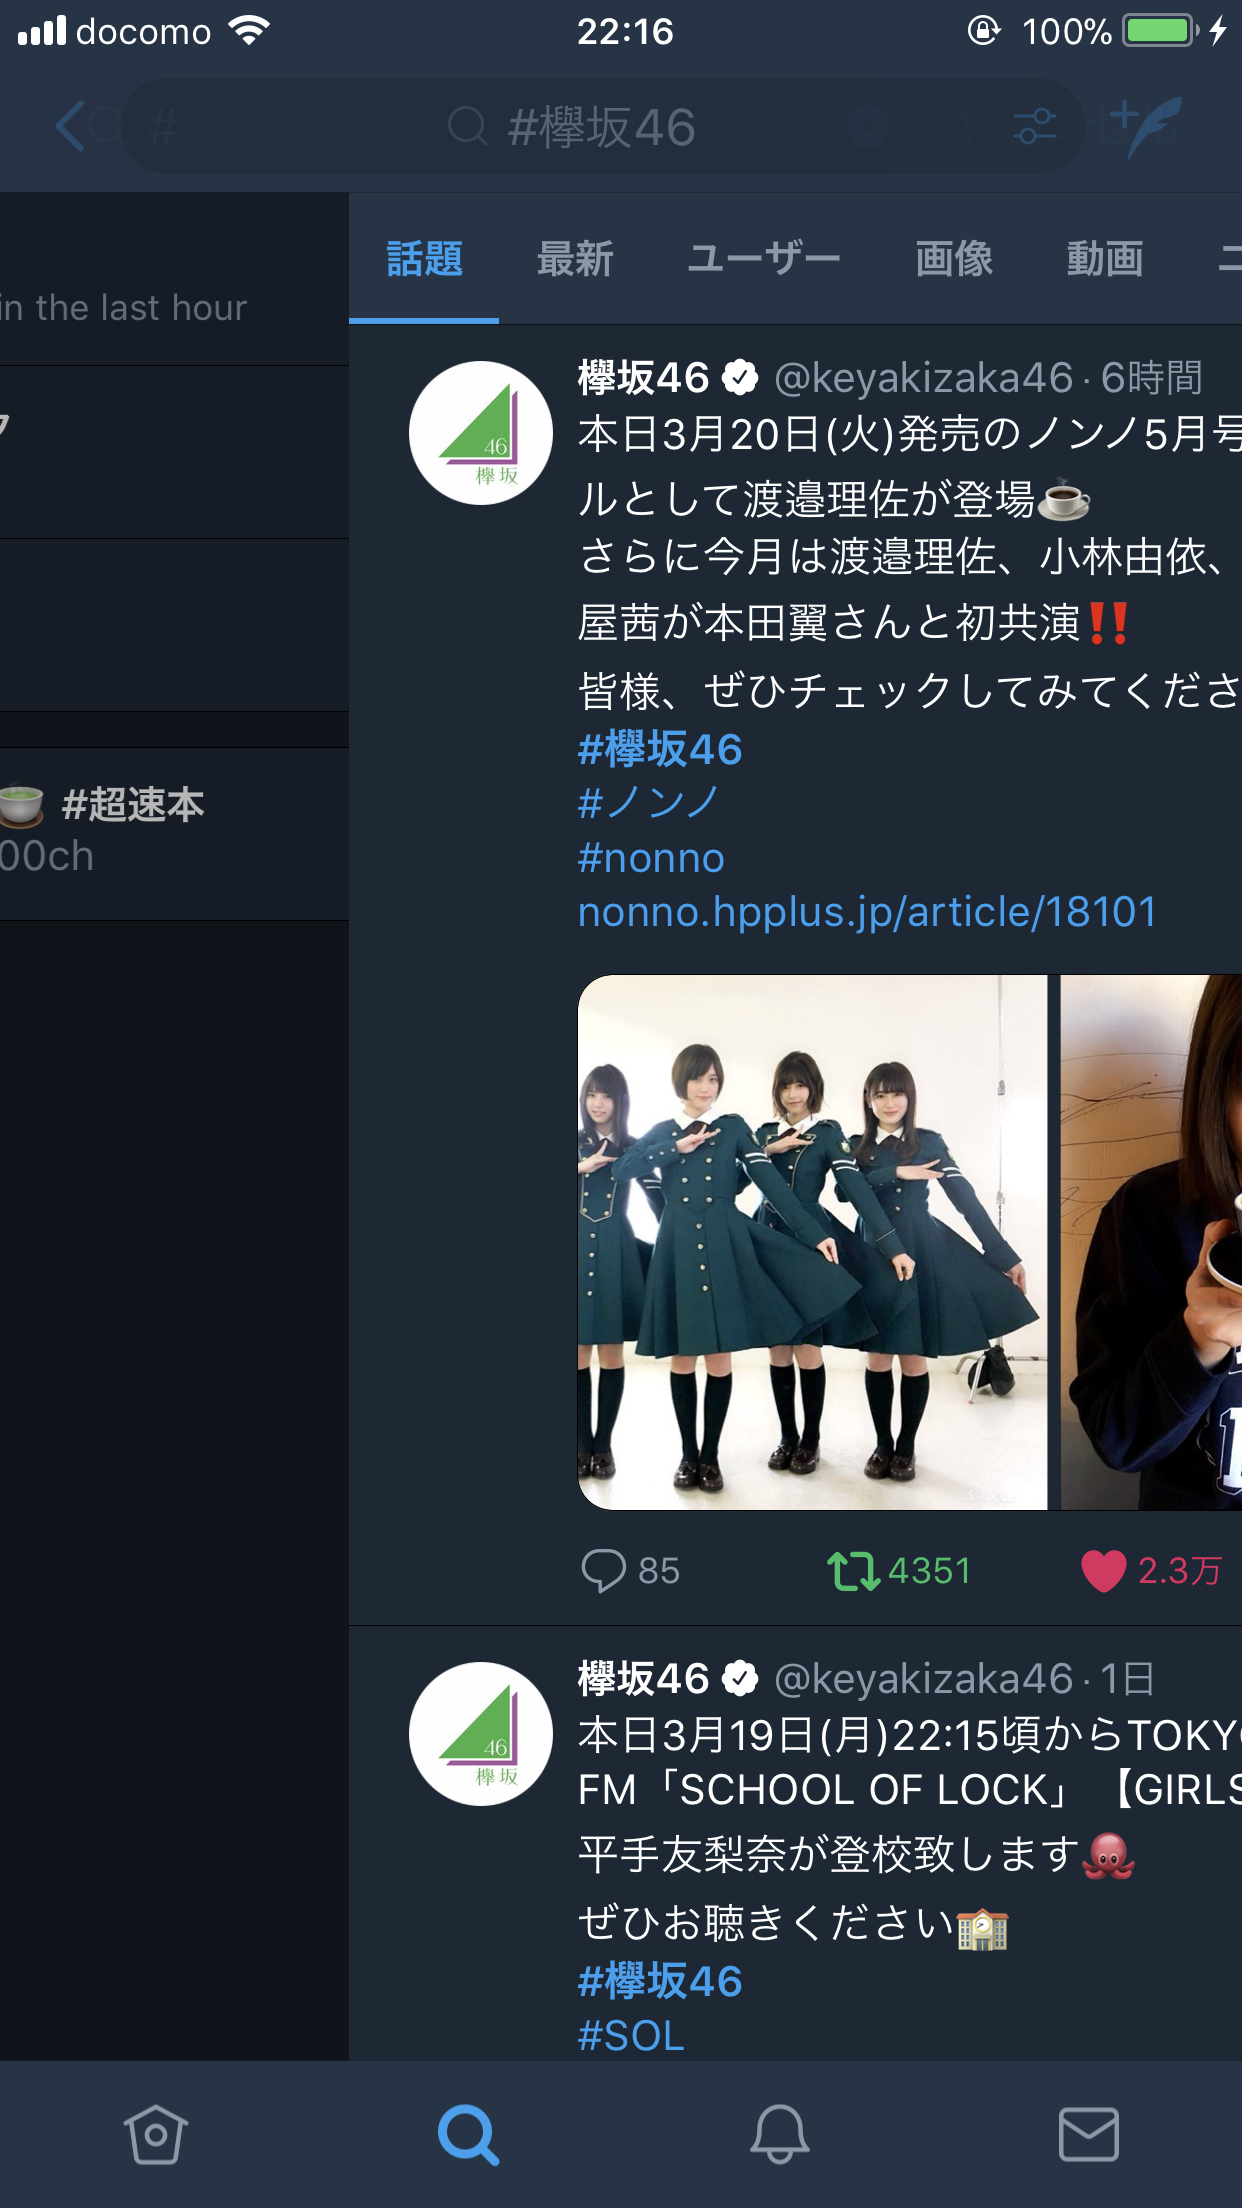 docomo 22:16 100%
# #欅坂46
in the last hour
#超速本
00ch
話題 最新 ユーザー 画像 動画 ニ
欅坂46 @keyakizaka46・6時間
本日3月20日(火)発売のノンノ5月号
ルとして渡邉理佐が登場☕
さらに今月は渡邉理佐、小林由依、
屋茜が本田翼さんと初共演‼️
皆様、ぜひチェックしてみてくださ
#欅坂46
#ノンノ
#nonno
nonno.hpplus.jp/article/18101
85 4351 2.3万
欅坂46 @keyakizaka46・1日
本日3月19日(月)22:15頃からTOKYO
FM「SCHOOL OF LOCK」【GIRLS
平手友梨奈が登校致します🐙
ぜひお聴きください🏫
#欅坂46
#SOL
46
欅坂
46
欅坂